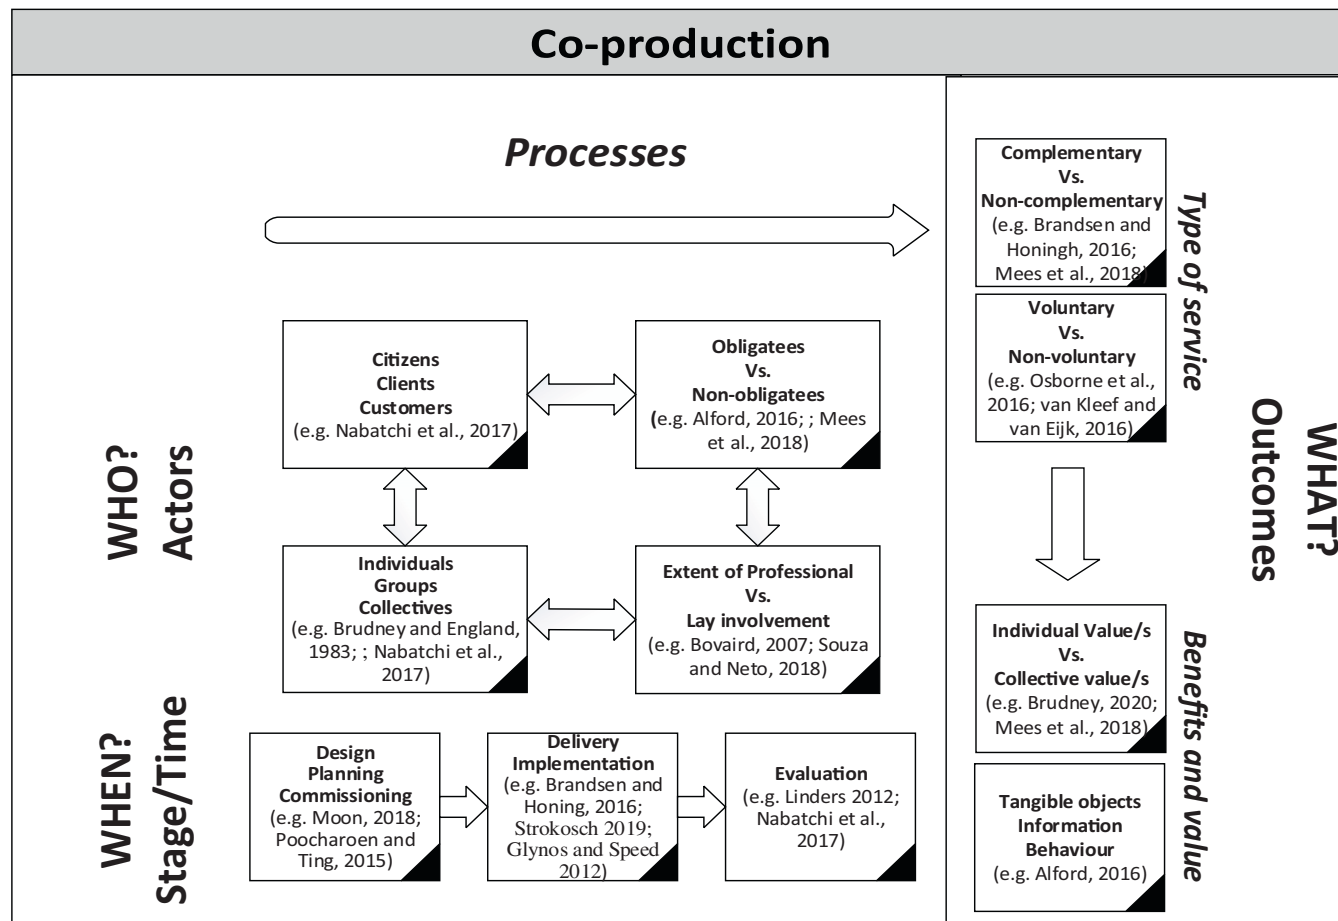 Co-production
Processes
WHO?
Actors
Citizens
Clients
Customers
(e.g. Nabatchi et al., 2017)
Obligatees
Vs.
Non-obligatees
(e.g. Alford, 2016; ; Mees
et al., 2018)
Individuals
Groups
Collectives
(e.g. Brudney and England,
1983; ; Nabatchi et al.,
2017)
Extent of Professional
Vs.
Lay involvement
(e.g. Bovaird, 2007; Souza
and Neto, 2018)
WHEN?
Stage/Time
Design
Planning
Commissioning
(e.g. Moon, 2018;
Poocharoen and
Ting, 2015)
Delivery
Implementation
(e.g. Brandsen and
Honing, 2016;
Strokosch 2019;
Glynos and Speed
2012)
Evaluation
(e.g. Linders 2012;
Nabatchi et al.,
2017)
Complementary
Vs.
Non-complementary
(e.g. Brandsen and
Honingh, 2016;
Mees et al., 2018)
Voluntary
Vs.
Non-voluntary
(e.g. Osborne et al.,
2016; van Kleef and
van Eijk, 2016)
Type of service
Individual Value/s
Vs.
Collective value/s
(e.g. Brudney, 2020;
Mees et al., 2018)
Tangible objects
Information
Behaviour
(e.g. Alford, 2016)
Benefits and value
WHAT?
Outcomes